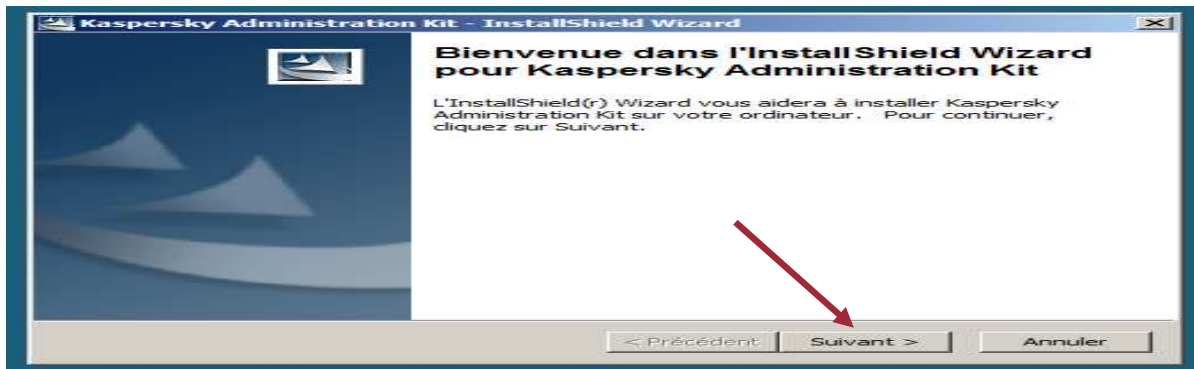 Kaspersky Administration Kit - InstallShield Wizard
Bienvenue dans l'InstallShield Wizard
pour Kaspersky Administration Kit
L'InstallShield(r) Wizard vous aidera à installer Kaspersky
Administration Kit sur votre ordinateur. Pour continuer,
cliquez sur Suivant.
< Précédent Suivant > Annuler